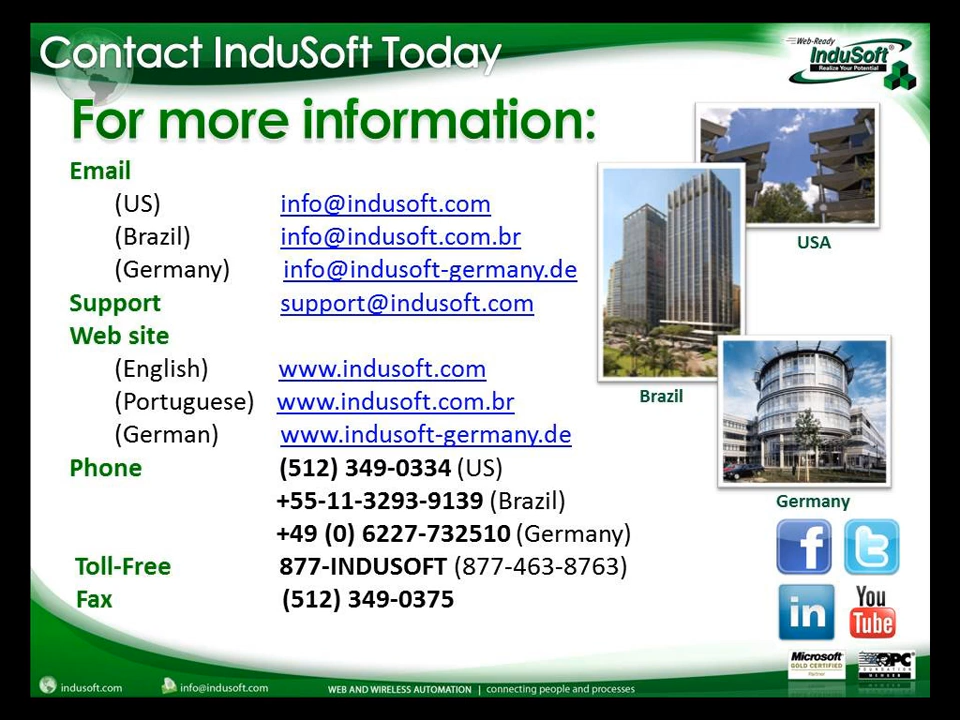 Contact InduSoft Today
Web-Ready
InduSoft
Realize Your Potential
For more information:
Email
(US) info@indusoft.com
(Brazil) info@indusoft.com.br
(Germany) info@indusoft-germany.de
Support support@indusoft.com
Web site
(English) www.indusoft.com
(Portuguese) www.indusoft.com.br
(German) www.indusoft-germany.de
Phone (512) 349-0334 (US)
+55-11-3293-9139 (Brazil)
+49 (0) 6227-732510 (Germany)
Toll-Free 877-INDUSOFT (877-463-8763)
Fax (512) 349-0375
USA
Brazil
Germany
f t
in You Tube
Microsoft
GOLD CERTIFIED
Partner
OPC
FOUNDATION
MEMBER
indusoft.com info@indusoft.com WEB AND WIRELESS AUTOMATION | connecting people and processes